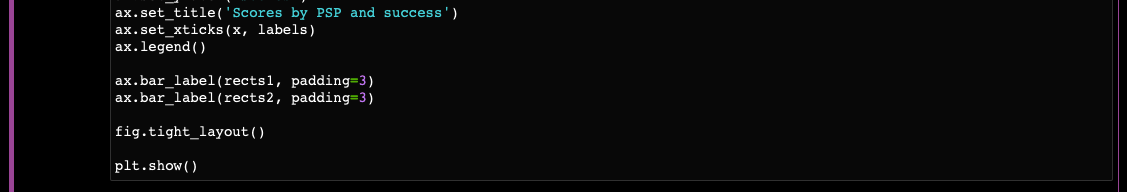 ax.set_title('Scores by PSP and success')
ax.set_xticks(x, labels)
ax.legend()
ax.bar_label(rects1, padding=3)
ax.bar_label(rects2, padding=3)
fig.tight_layout()
plt.show()